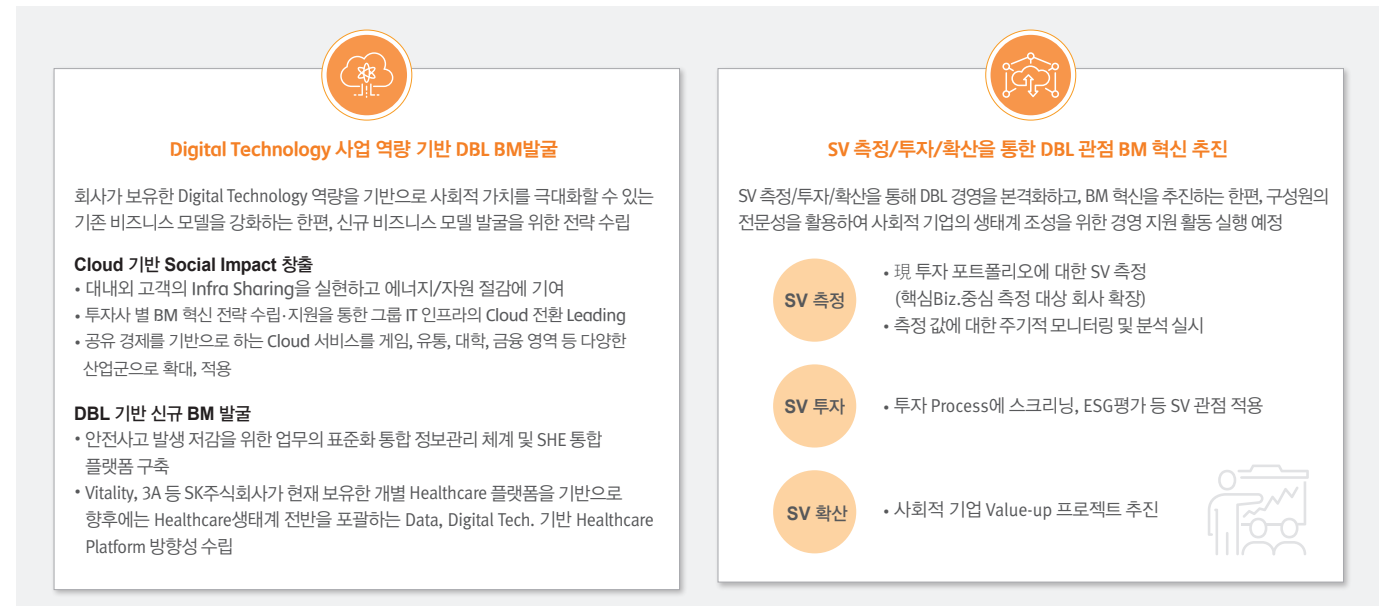 Digital Technology 사업 역량 기반 DBL BM발굴
회사가 보유한 Digital Technology 역량을 기반으로 사회적 가치를 극대화할 수 있는
기존 비즈니스 모델을 강화하는 한편, 신규 비즈니스 모델 발굴을 위한 전략 수립
Cloud 기반 Social Impact 창출
• 대내외 고객의 Infra Sharing을 실현하고 에너지/자원 절감에 기여
• 투자사 별 BM 혁신 전략 수립·지원을 통한 그룹 IT 인프라의 Cloud 전환 Leading
• 공유 경제를 기반으로 하는 Cloud 서비스를 게임, 유통, 대학, 금융 영역 등 다양한
산업군으로 확대, 적용
DBL 기반 신규 BM 발굴
• 안전사고 발생 저감을 위한 업무의 표준화 통합 정보관리 체계 및 SHE 통합
플랫폼 구축
• Vitality, 3A 등 SK주식회사가 현재 보유한 개별 Healthcare 플랫폼을 기반으로
향후에는 Healthcare생태계 전반을 포괄하는 Data, Digital Tech. 기반 Healthcare
Platform 방향성 수립
SV 측정/투자/확산을 통한 DBL 관점 BM 혁신 추진
SV 측정/투자/확산을 통해 DBL 경영을 본격화하고, BM 혁신을 추진하는 한편, 구성원의
전문성을 활용하여 사회적 기업의 생태계 조성을 위한 경영 지원 활동 실행 예정
SV 측정
• 現 투자 포트폴리오에 대한 SV 측정
(핵심Biz.중심 측정 대상 회사 확장)
• 측정 값에 대한 주기적 모니터링 및 분석 실시
SV 투자
• 투자 Process에 스크리닝, ESG평가 등 SV 관점 적용
SV 확산
• 사회적 기업 Value-up 프로젝트 추진